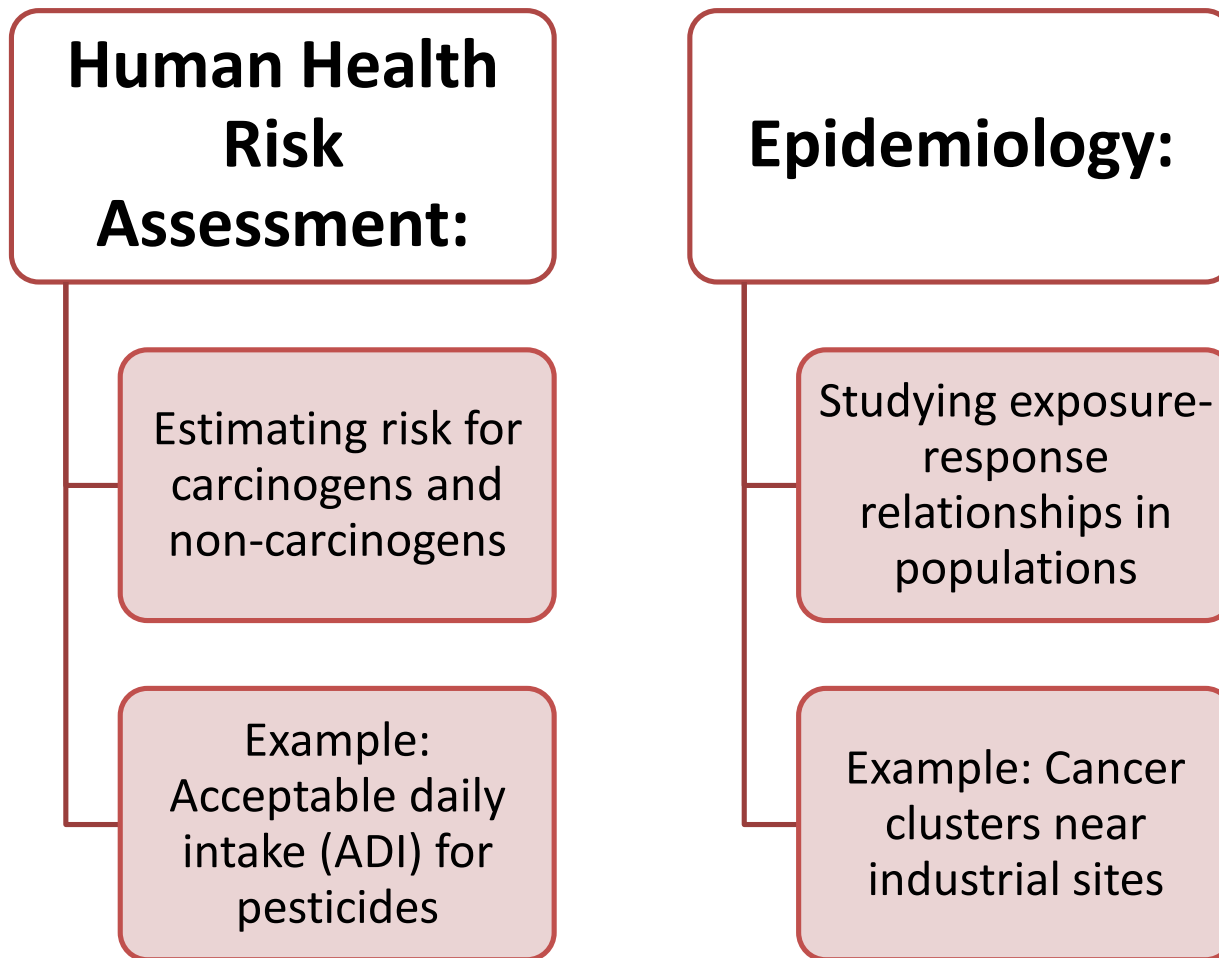 Human Health
Risk
Assessment:
Estimating risk for
carcinogens and
non-carcinogens
Example:
Acceptable daily
intake (ADI) for
pesticides
Epidemiology:
Studying exposure-
response
relationships in
populations
Example: Cancer
clusters near
industrial sites